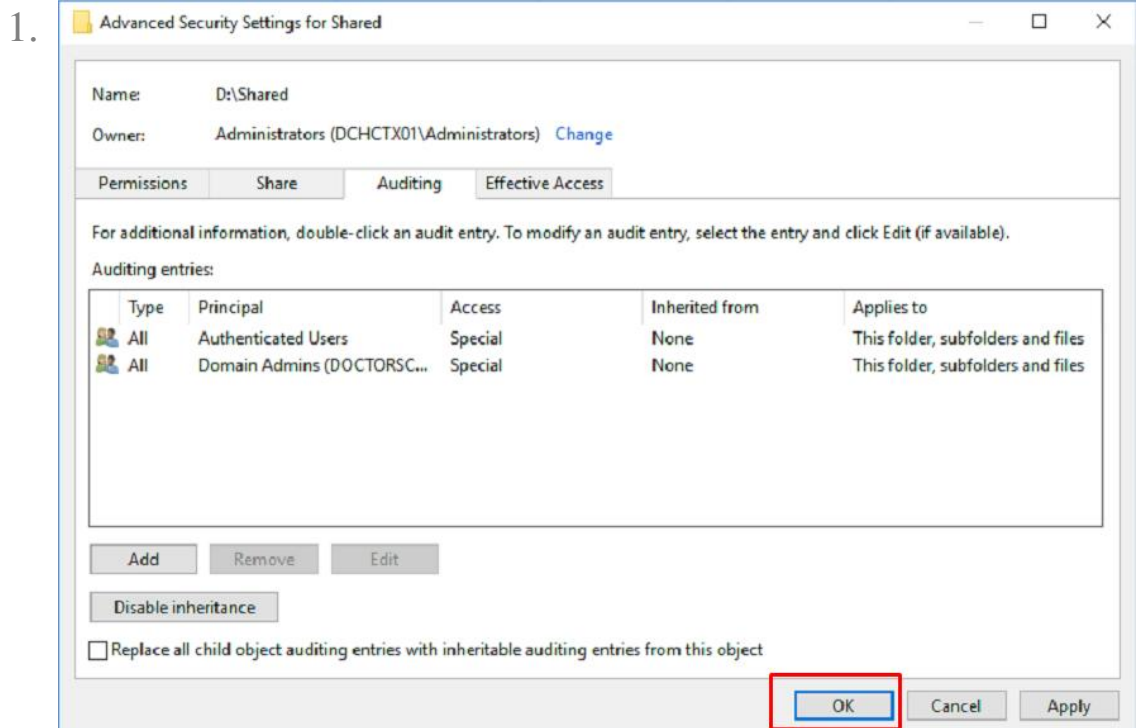 1.
Advanced Security Settings for Shared
Name: D:\Shared
Owner: Administrators (DCHCTX01\Administrators) Change
Permissions Share Auditing Effective Access
For additional information, double-click an audit entry. To modify an audit entry, select the entry and click Edit (if available).
Auditing entries:
Type Principal Access Inherited from Applies to
All Authenticated Users Special None This folder, subfolders and files
All Domain Admins (DOCTORSC... Special None This folder, subfolders and files
Add Remove Edit
Disable inheritance
Replace all child object auditing entries with inheritable auditing entries from this object
OK Cancel Apply